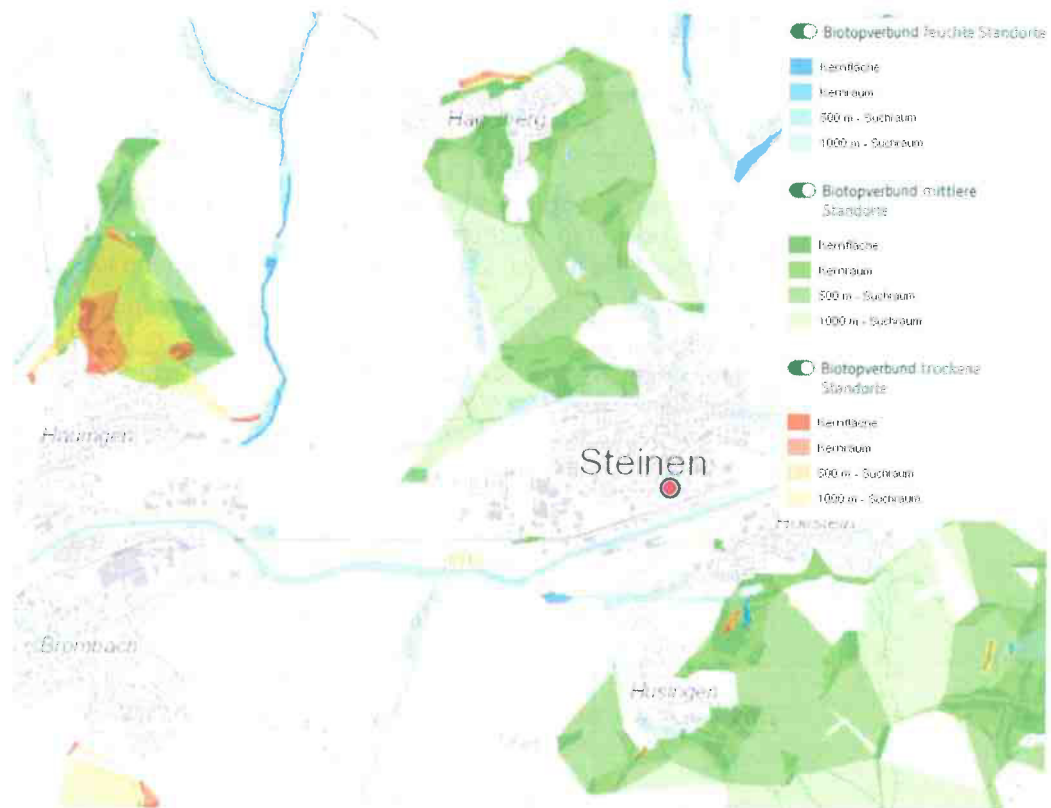 Biotopverbund feuchte Standorte
Kernfläche
Kernraum
500 m - Suchraum
1000 m - Suchraum
Biotopverbund mittlere
Standorte
Kernfläche
Kernraum
500 m - Suchraum
1000 m - Suchraum
Biotopverbund trockene
Standorte
Kernfläche
Kernraum
500 m - Suchraum
1000 m - Suchraum
Hauingen
Steinen
Brombach
Hüsingen